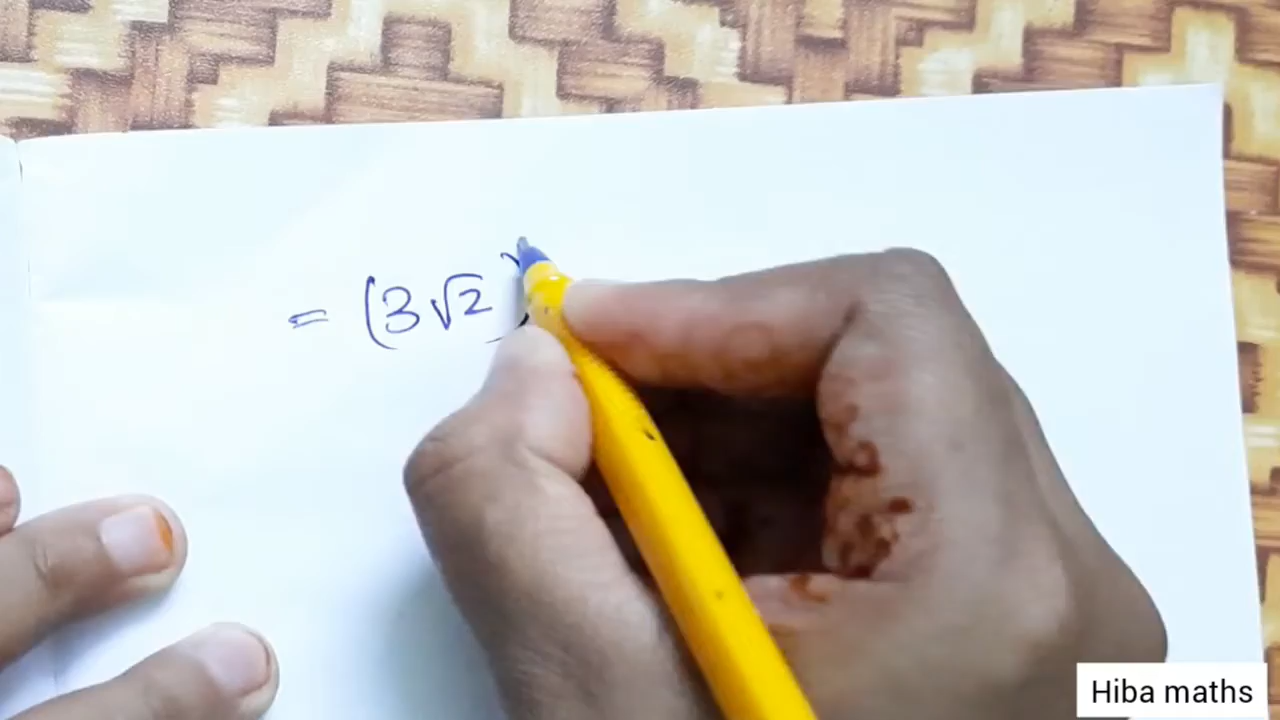 = (3√2)
Hiba maths